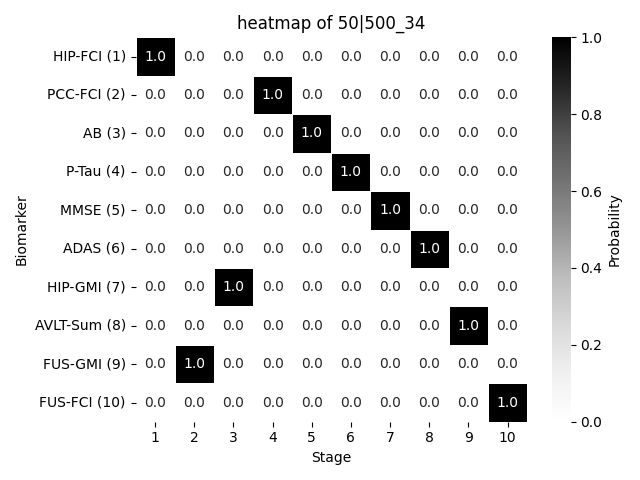 heatmap of 50|500_34
HIP-FCI (1) 1.0 0.0 0.0 0.0 0.0 0.0 0.0 0.0 0.0 0.0
PCC-FCI (2) 0.0 0.0 0.0 1.0 0.0 0.0 0.0 0.0 0.0 0.0
AB (3) 0.0 0.0 0.0 0.0 1.0 0.0 0.0 0.0 0.0 0.0
P-Tau (4) 0.0 0.0 0.0 0.0 0.0 1.0 0.0 0.0 0.0 0.0
MMSE (5) 0.0 0.0 0.0 0.0 0.0 0.0 1.0 0.0 0.0 0.0
ADAS (6) 0.0 0.0 0.0 0.0 0.0 0.0 0.0 1.0 0.0 0.0
HIP-GMI (7) 0.0 0.0 1.0 0.0 0.0 0.0 0.0 0.0 0.0 0.0
AVLT-Sum (8) 0.0 0.0 0.0 0.0 0.0 0.0 0.0 0.0 1.0 0.0
FUS-GMI (9) 0.0 1.0 0.0 0.0 0.0 0.0 0.0 0.0 0.0 0.0
FUS-FCI (10) 0.0 0.0 0.0 0.0 0.0 0.0 0.0 0.0 0.0 1.0
1 2 3 4 5 6 7 8 9 10
Stage
Biomarker
1.0
0.8
0.6
0.4
0.2
0.0
Probability